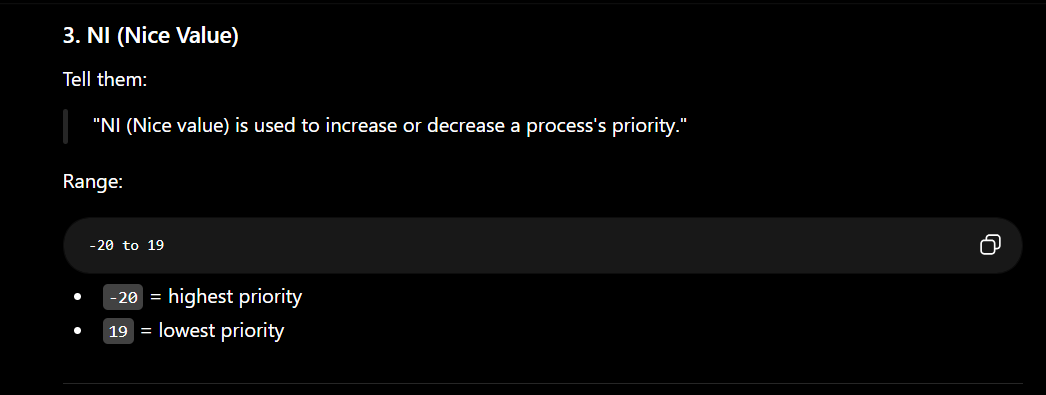 3. NI (Nice Value)
Tell them:
"NI (Nice value) is used to increase or decrease a process's priority."
Range:
-20 to 19
-20 = highest priority
19 = lowest priority